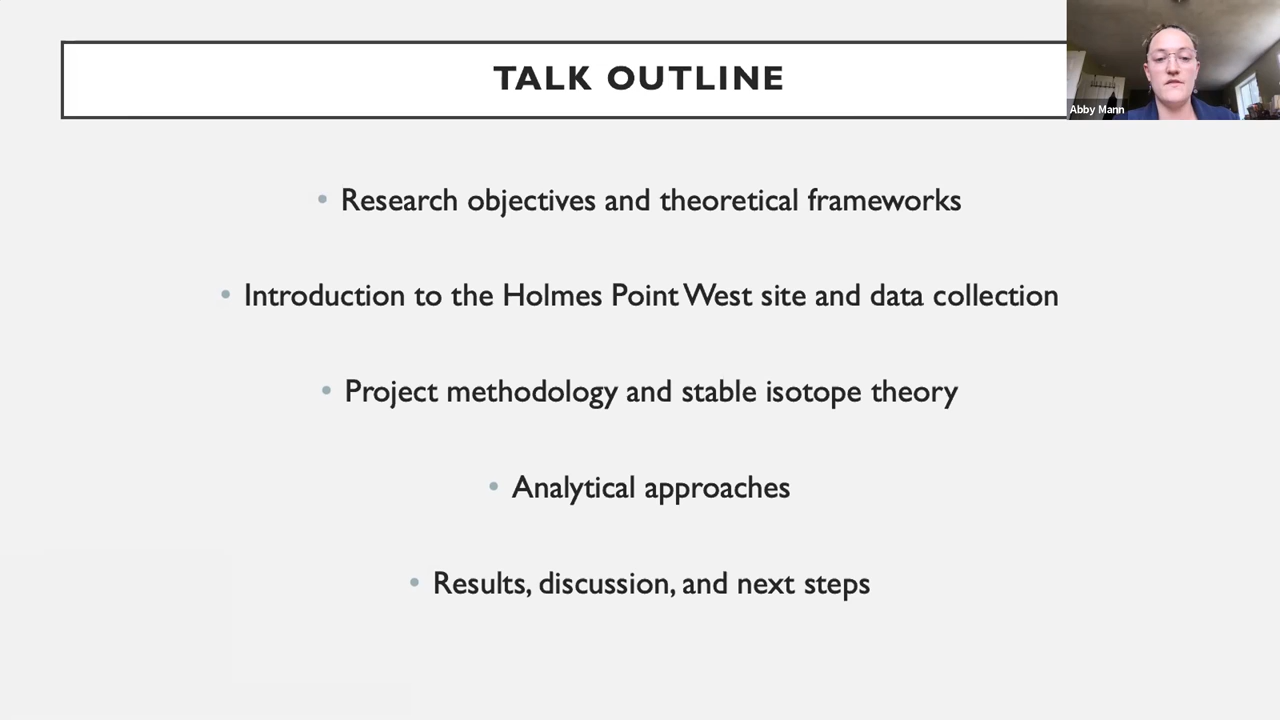 TALK OUTLINE
Abby Mann
• Research objectives and theoretical frameworks
• Introduction to the Holmes Point West site and data collection
• Project methodology and stable isotope theory
• Analytical approaches
• Results, discussion, and next steps